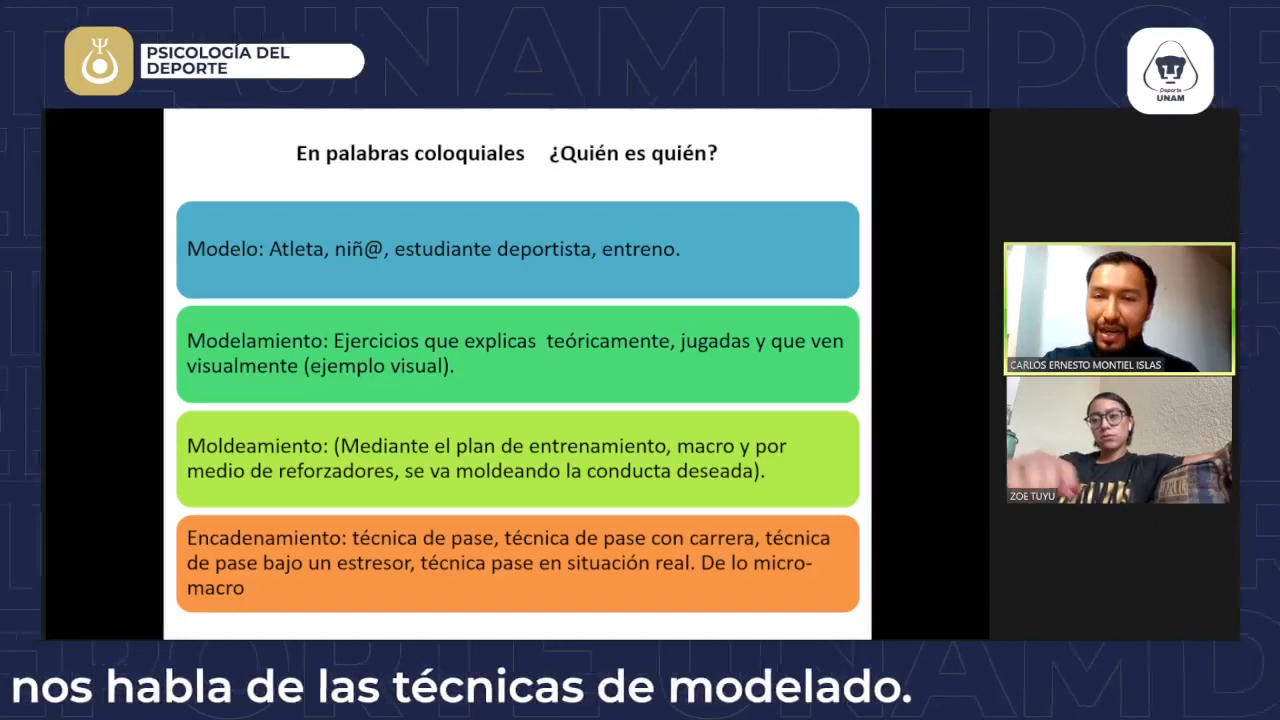 PSICOLOGÍA DEL
DEPORTE
Deporte
UNAM
En palabras coloquiales ¿Quién es quién?
Modelo: Atleta, niñ@, estudiante deportista, entreno.
Modelamiento: Ejercicios que explicas teóricamente, jugadas y que ven
visualmente (ejemplo visual).
Moldeamiento: (Mediante el plan de entrenamiento, macro y por
medio de reforzadores, se va moldeando la conducta deseada).
Encadenamiento: técnica de pase, técnica de pase con carrera, técnica
de pase bajo un estresor, técnica pase en situación real. De lo micro-
macro
CARLOS ERNESTO MONTIEL ISLAS
ZOE TUYU
nos habla de las técnicas de modelado.